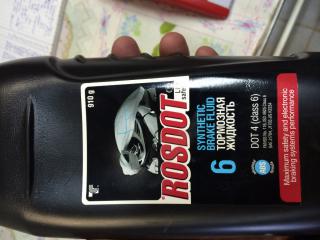 910 g
ROSDOT
6
SYNTHETIC
BRAKE FLUID
ТОРМОЗНАЯ
ЖИДКОСТЬ
DOT 4 (class 6)
ABS
Maximum safety and electronic
braking systems performance